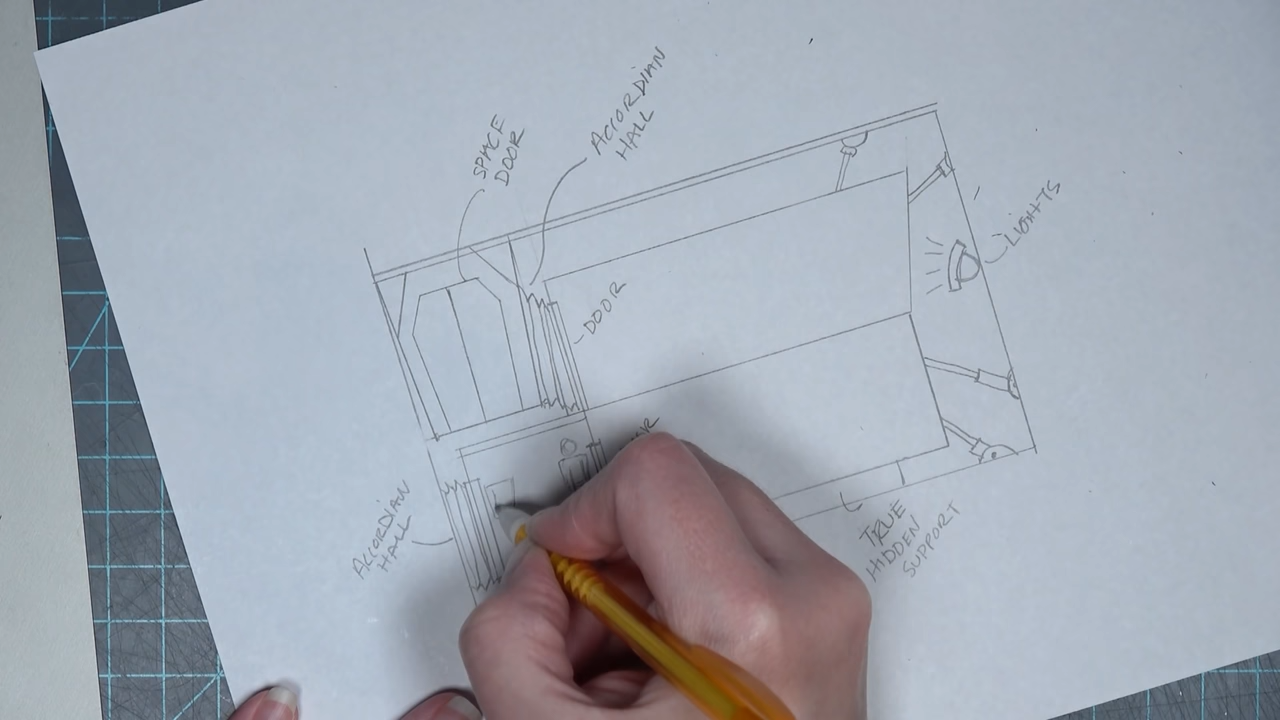 SPACE
DOOR
ACCORDIAN
HALL
LIGHTS
DOOR
ACCORDIAN
HALL
TRUE
HIDDEN
SUPPORT